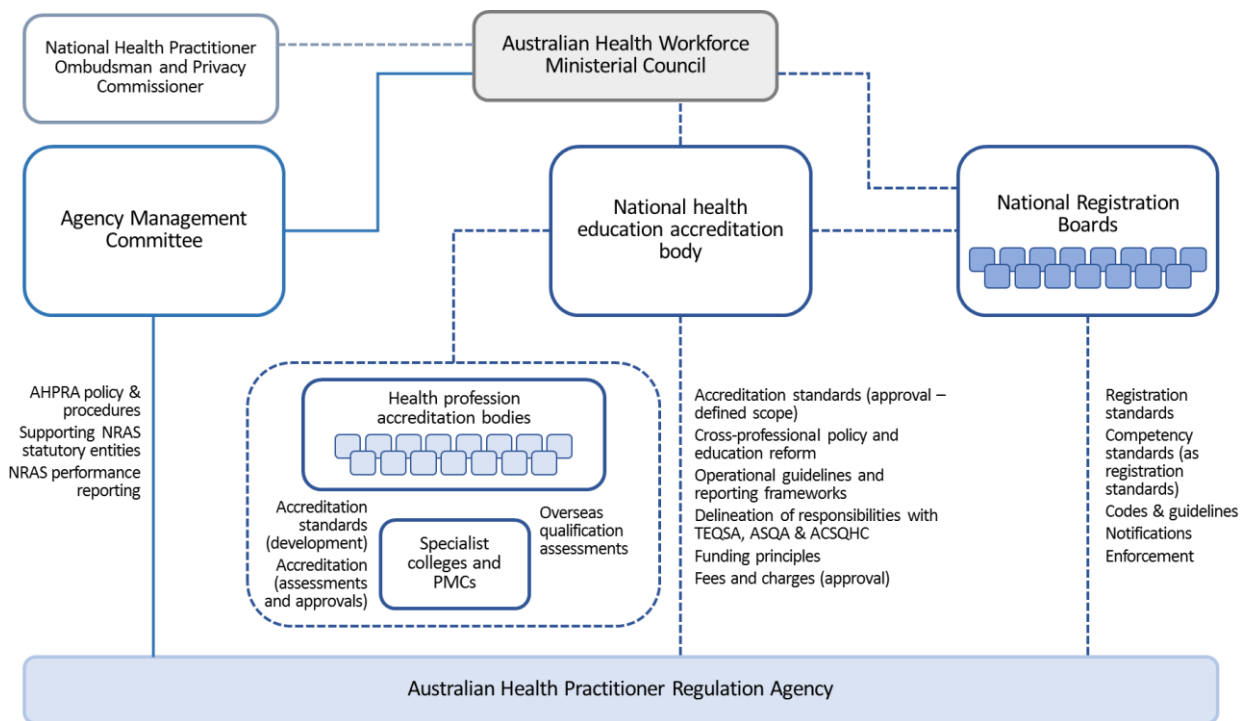 National Health Practitioner
Ombudsman and Privacy
Commissioner
Australian Health Workforce
Ministerial Council
Agency Management
Committee
National health
education accreditation
body
National Registration
Boards
AHPRA policy &
procedures
Supporting NRAS
statutory entities
NRAS performance
reporting
Health profession
accreditation bodies
Accreditation
standards
(development)
Accreditation
(assessments
and approvals)
Specialist
colleges and
PMCs
Overseas
qualification
assessments
Accreditation standards (approval –
defined scope)
Cross-professional policy and
education reform
Operational guidelines and
reporting frameworks
Delineation of responsibilities with
TEQSA, ASQA & ACSQHC
Funding principles
Fees and charges (approval)
Registration
standards
Competency
standards (as
registration
standards)
Codes & guidelines
Notifications
Enforcement
Australian Health Practitioner Regulation Agency